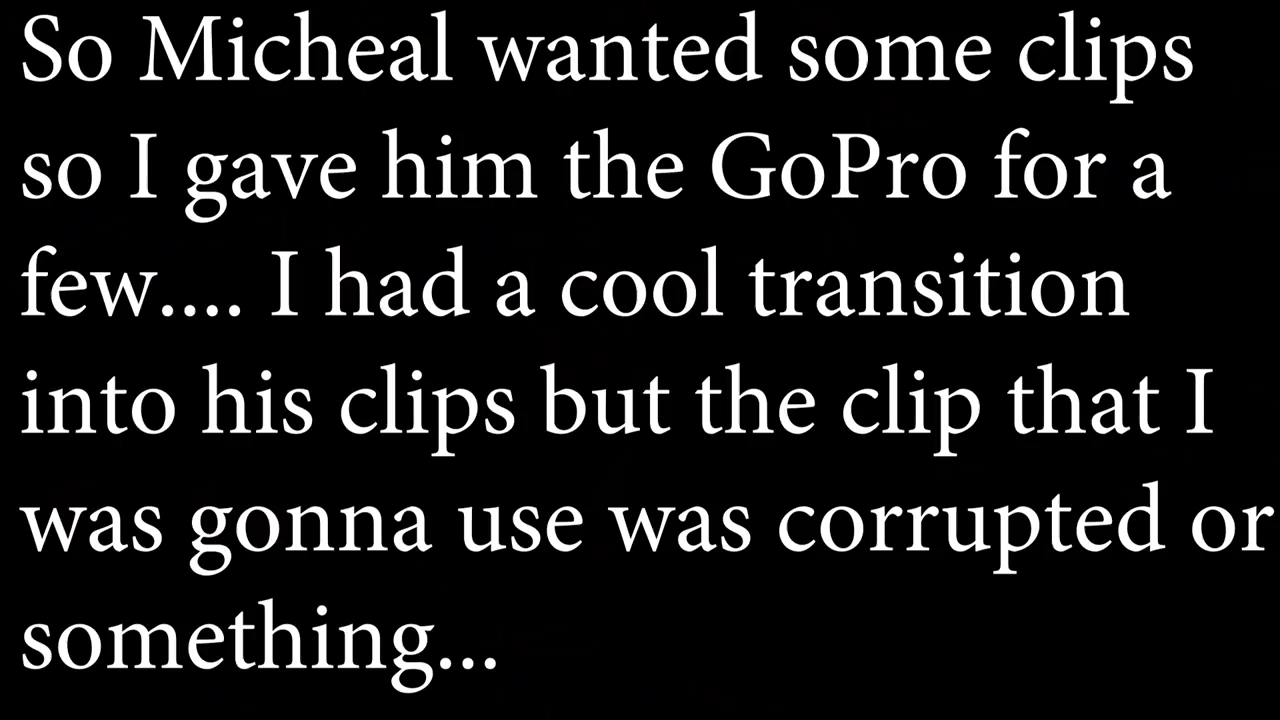 So Micheal wanted some clips
so I gave him the GoPro for a
few.... I had a cool transition
into his clips but the clip that I
was gonna use was corrupted or
something...